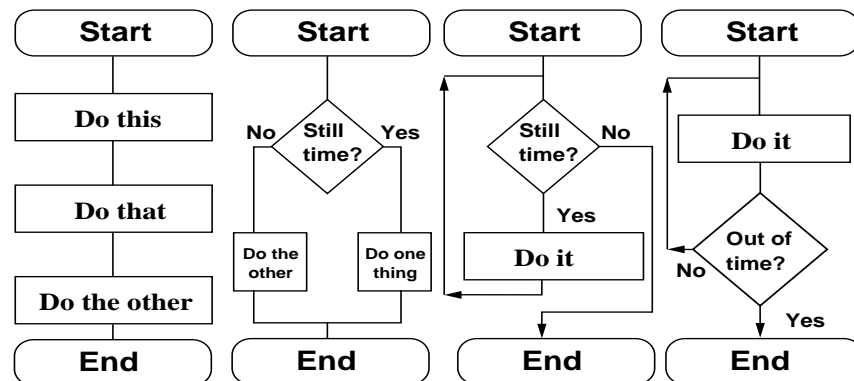 Start
Do this
Do that
Do the other
End
Start
Still
time?
No
Yes
Do the
other
Do one
thing
End
Start
Still
time?
No
Yes
Do it
End
Start
Do it
Out of
time?
No
Yes
End